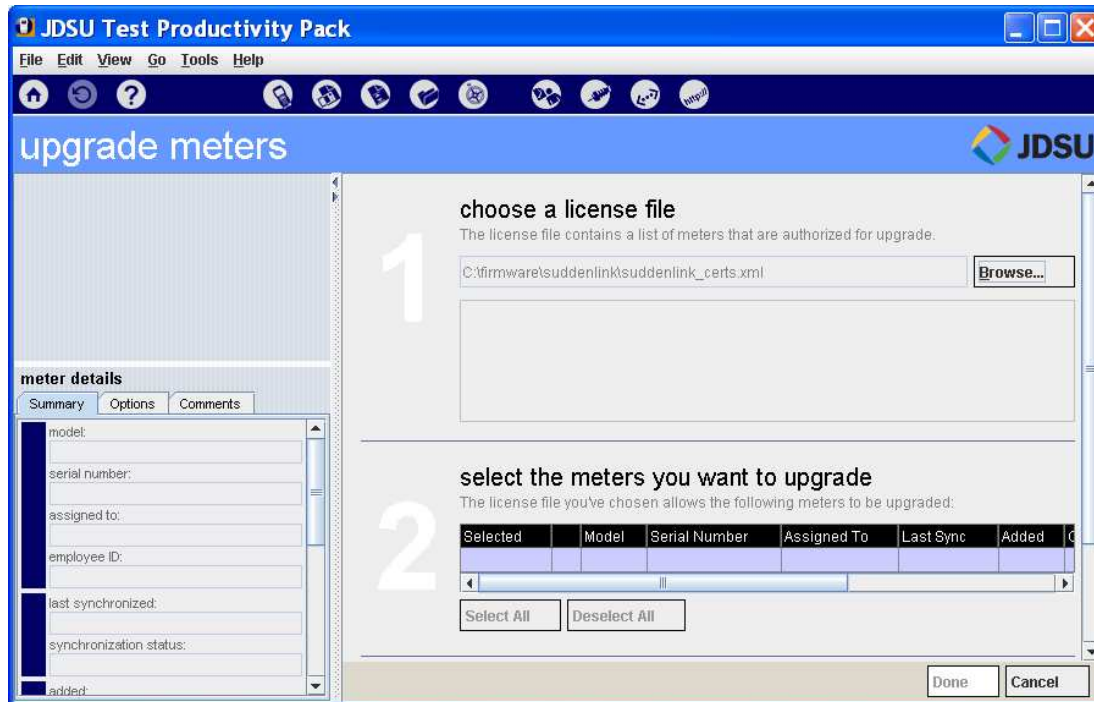 JDSU Test Productivity Pack
File Edit View Go Tools Help
http://
upgrade meters
JDSU
1
choose a license file
The license file contains a list of meters that are authorized for upgrade.
C:\firmware\suddenlink\suddenlink_certs.xml
Browse...
meter details
Summary Options Comments
model:
serial number:
assigned to:
employee ID:
last synchronized:
synchronization status:
added:
2
select the meters you want to upgrade
The license file you've chosen allows the following meters to be upgraded:
Selected Model Serial Number Assigned To Last Sync Added
Select All Deselect All
Done Cancel